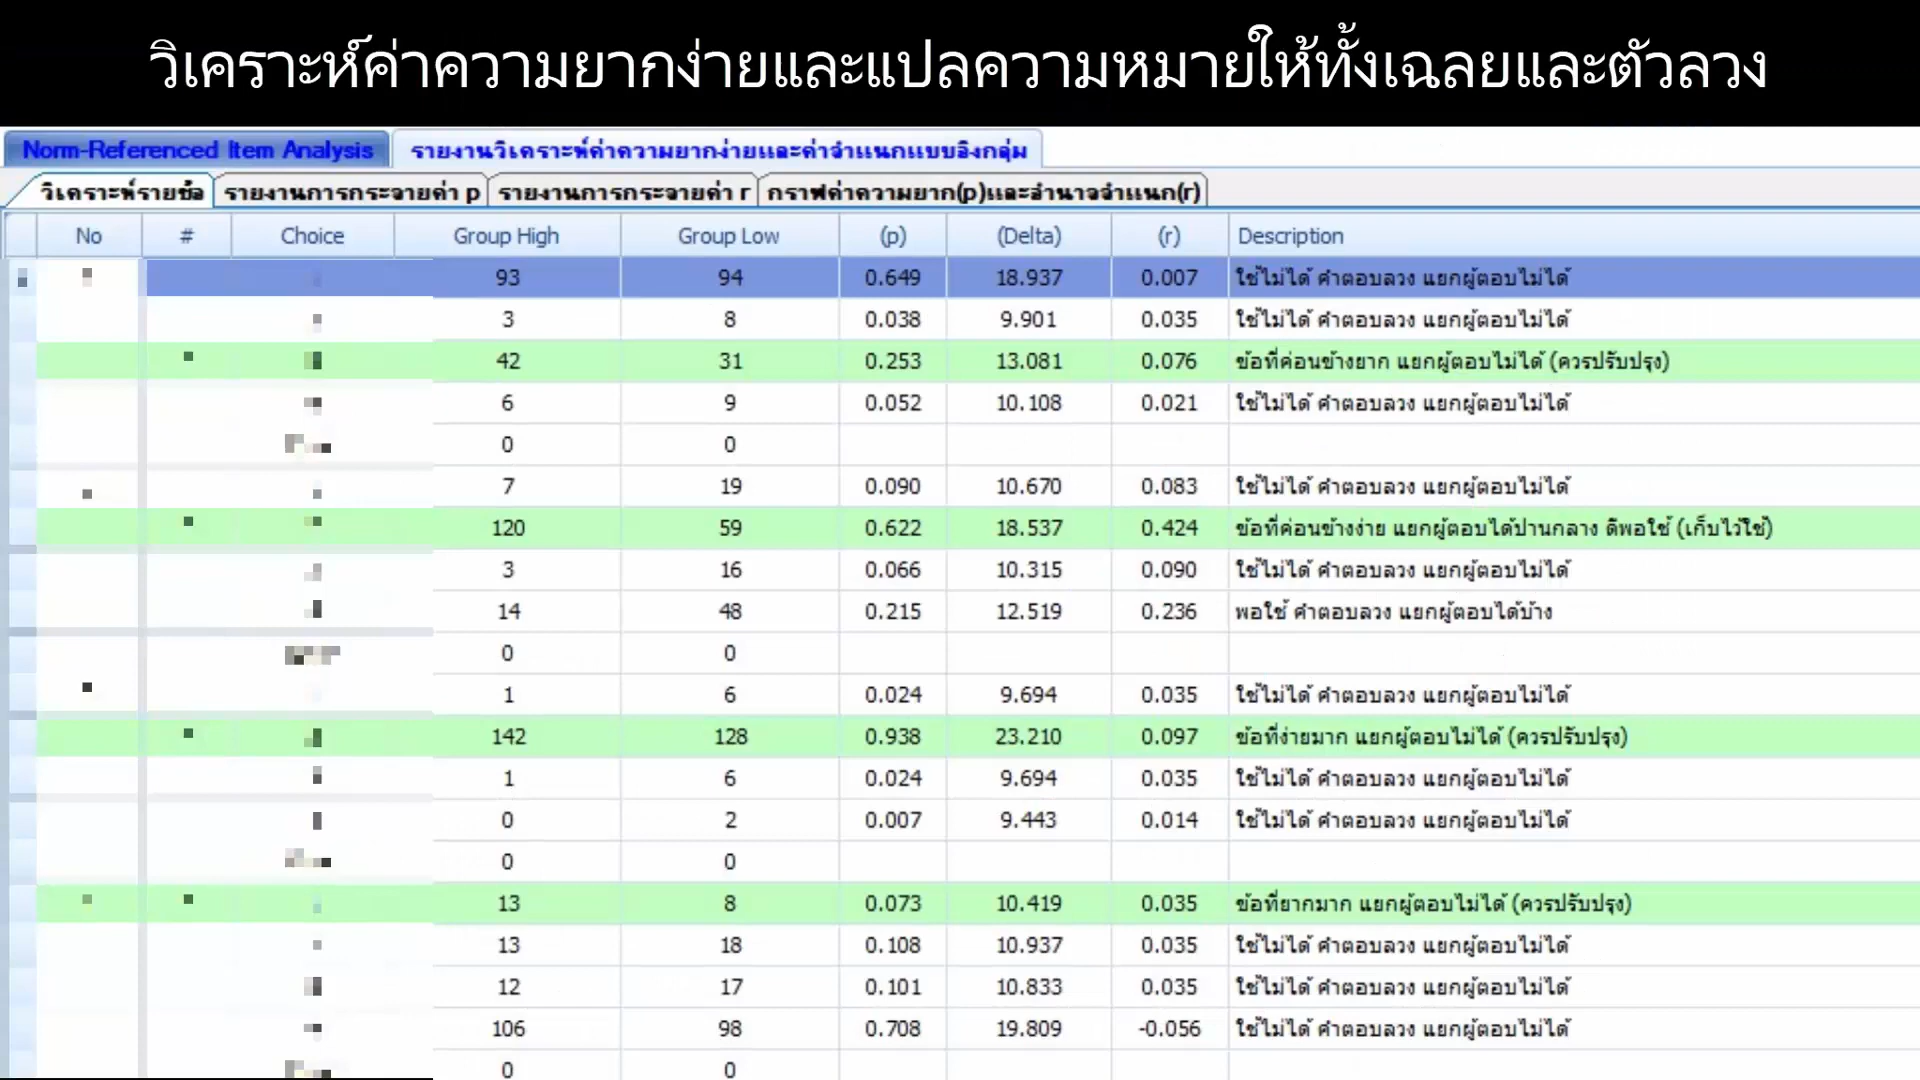 วิเคราะห์ค่าความยากง่ายและแปลความหมายให้ทั้งเฉลยและตัวลวง
Norm-Referenced Item Analysis รายงานวิเคราะห์ค่าความยากง่ายและค่าจำแนกแบบอิงกลุ่ม
วิเคราะห์รายข้อ รายงานการกระจายค่า p รายงานการกระจายค่า r กราฟค่าความยาก(p)และอำนาจจำแนก(r)
No # Choice Group High Group Low (p) (Delta) (r) Description
93 94 0.649 18.937 0.007 ใช้ไม่ได้ คำตอบลวง แยกผู้ตอบไม่ได้
3 8 0.038 9.901 0.035 ใช้ไม่ได้ คำตอบลวง แยกผู้ตอบไม่ได้
42 31 0.253 13.081 0.076 ข้อที่ค่อนข้างยาก แยกผู้ตอบไม่ได้ (ควรปรับปรุง)
6 9 0.052 10.108 0.021 ใช้ไม่ได้ คำตอบลวง แยกผู้ตอบไม่ได้
0 0
7 19 0.090 10.670 0.083 ใช้ไม่ได้ คำตอบลวง แยกผู้ตอบไม่ได้
120 59 0.622 18.537 0.424 ข้อที่ค่อนข้างง่าย แยกผู้ตอบได้ปานกลาง ดีพอใช้ (เก็บไว้ใช้)
3 16 0.066 10.315 0.090 ใช้ไม่ได้ คำตอบลวง แยกผู้ตอบไม่ได้
14 48 0.215 12.519 0.236 พอใช้ คำตอบลวง แยกผู้ตอบได้บ้าง
0 0
1 6 0.024 9.694 0.035 ใช้ไม่ได้ คำตอบลวง แยกผู้ตอบไม่ได้
142 128 0.938 23.210 0.097 ข้อที่ง่ายมาก แยกผู้ตอบไม่ได้ (ควรปรับปรุง)
1 6 0.024 9.694 0.035 ใช้ไม่ได้ คำตอบลวง แยกผู้ตอบไม่ได้
0 2 0.007 9.443 0.014 ใช้ไม่ได้ คำตอบลวง แยกผู้ตอบไม่ได้
0 0
13 8 0.073 10.419 0.035 ข้อที่ยากมาก แยกผู้ตอบไม่ได้ (ควรปรับปรุง)
13 18 0.108 10.937 0.035 ใช้ไม่ได้ คำตอบลวง แยกผู้ตอบไม่ได้
12 17 0.101 10.833 0.035 ใช้ไม่ได้ คำตอบลวง แยกผู้ตอบไม่ได้
106 98 0.708 19.809 -0.056 ใช้ไม่ได้ คำตอบลวง แยกผู้ตอบไม่ได้
0 0